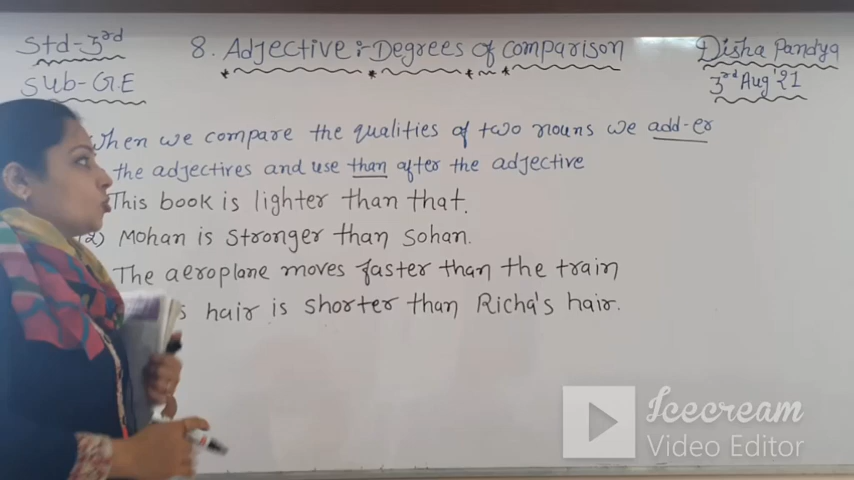 Std-3rd
8. Adjective :- Degrees of comparison
Disha Pandya
Sub-GE
3rd Aug'21
When we compare the qualities of two nouns we add-er
the adjectives and use than after the adjective
This book is lighter than that.
2) Mohan is stronger than Sohan.
The aeroplane moves faster than the train
s hair is shorter than Richa's hair.
Icecream
Video Editor